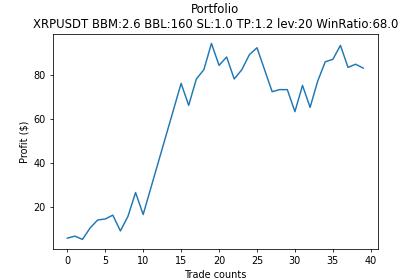 Portfolio
XRPUSDT BBM:2.6 BBL:160 SL:1.0 TP:1.2 lev:20 WinRatio:68.0
Profit ($)
80
60
40
20
0 5 10 15 20 25 30 35 40
Trade counts